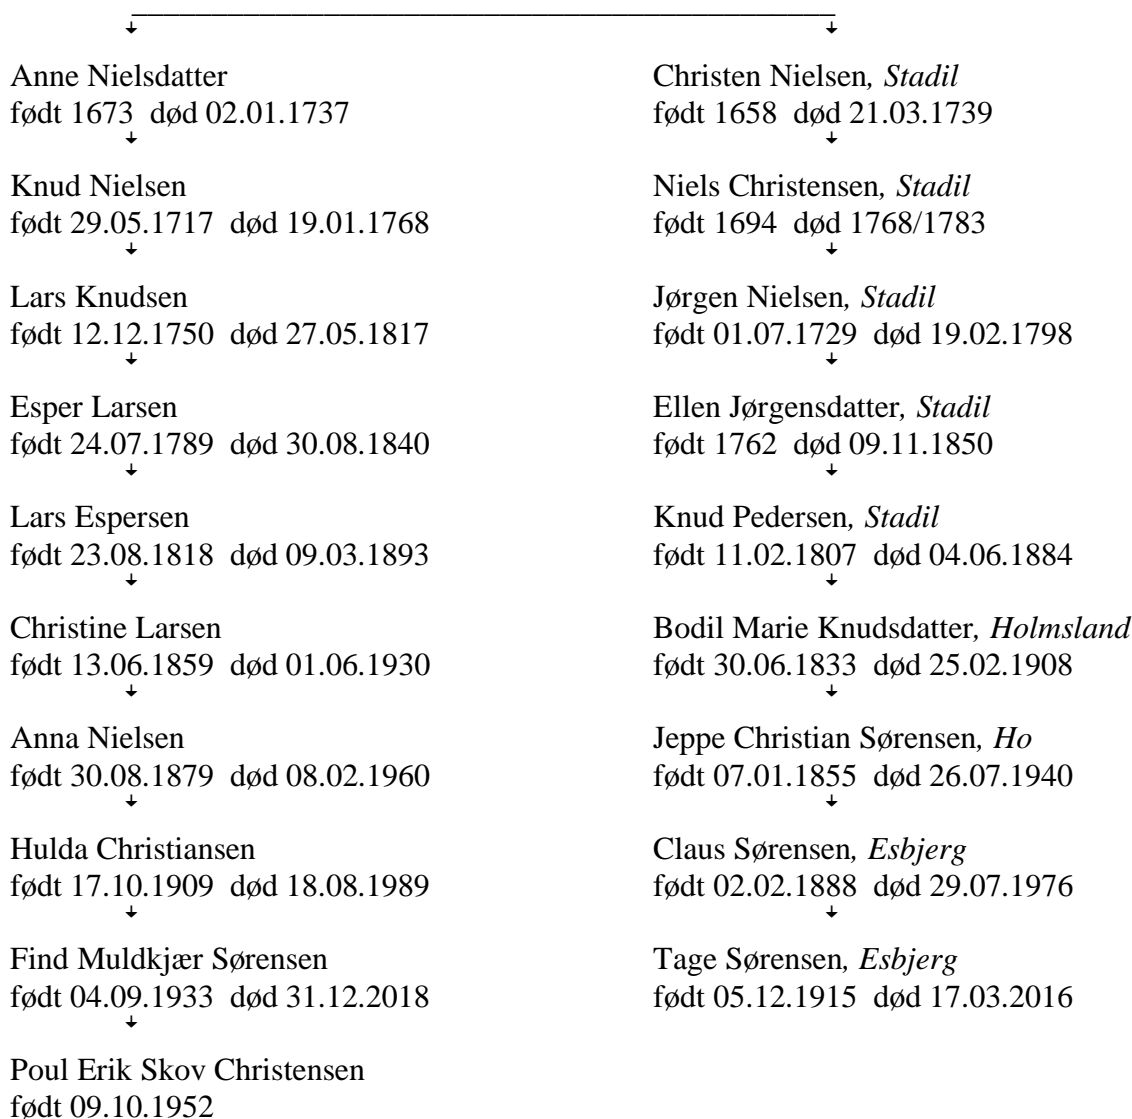 Anne Nielsdatter
født 1673 død 02.01.1737
Knud Nielsen
født 29.05.1717 død 19.01.1768
Lars Knudsen
født 12.12.1750 død 27.05.1817
Esper Larsen
født 24.07.1789 død 30.08.1840
Lars Espersen
født 23.08.1818 død 09.03.1893
Christine Larsen
født 13.06.1859 død 01.06.1930
Anna Nielsen
født 30.08.1879 død 08.02.1960
Hulda Christiansen
født 17.10.1909 død 18.08.1989
Find Muldkjær Sørensen
født 04.09.1933 død 31.12.2018
Poul Erik Skov Christensen
født 09.10.1952
Christen Nielsen, Stadil
født 1658 død 21.03.1739
Niels Christensen, Stadil
født 1694 død 1768/1783
Jørgen Nielsen, Stadil
født 01.07.1729 død 19.02.1798
Ellen Jørgensdatter, Stadil
født 1762 død 09.11.1850
Knud Pedersen, Stadil
født 11.02.1807 død 04.06.1884
Bodil Marie Knudsdatter, Holmsland
født 30.06.1833 død 25.02.1908
Jeppe Christian Sørensen, Ho
født 07.01.1855 død 26.07.1940
Claus Sørensen, Esbjerg
født 02.02.1888 død 29.07.1976
Tage Sørensen, Esbjerg
født 05.12.1915 død 17.03.2016